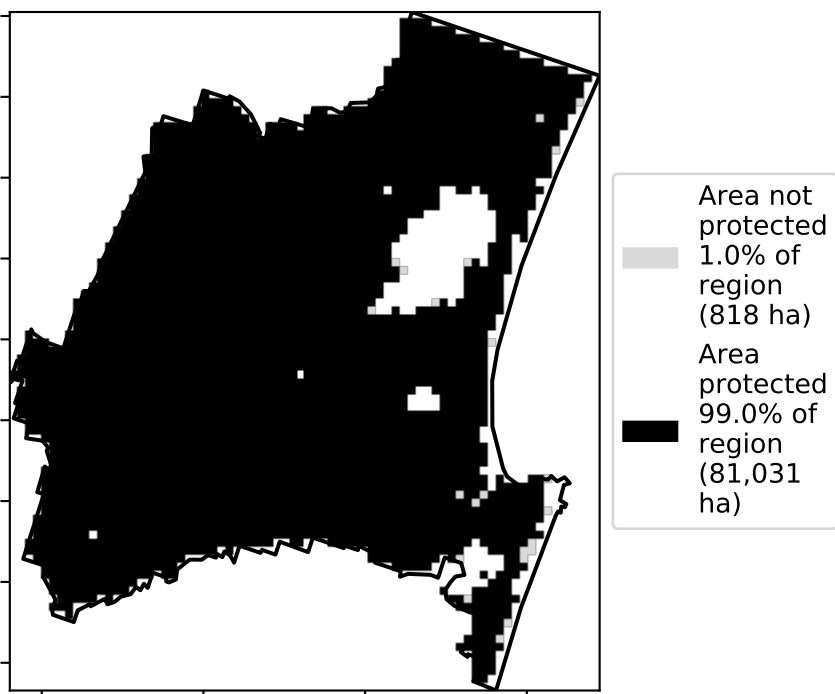 Area not
protected
1.0% of
region
(818 ha)
Area
protected
99.0% of
region
(81,031
ha)